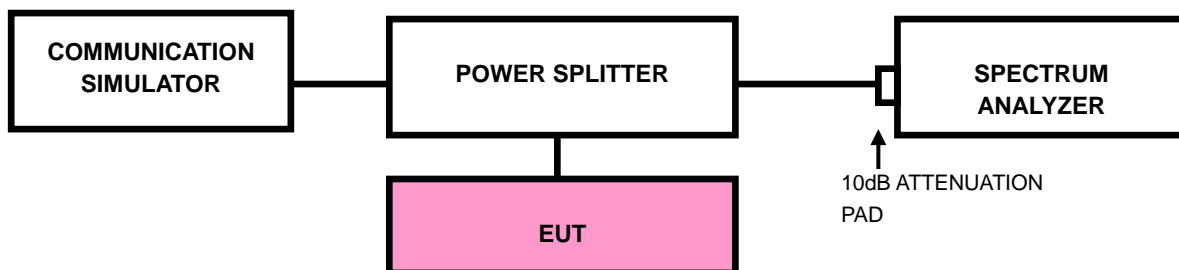 COMMUNICATION
SIMULATOR
POWER SPLITTER
SPECTRUM
ANALYZER
10dB ATTENUATION
PAD
EUT